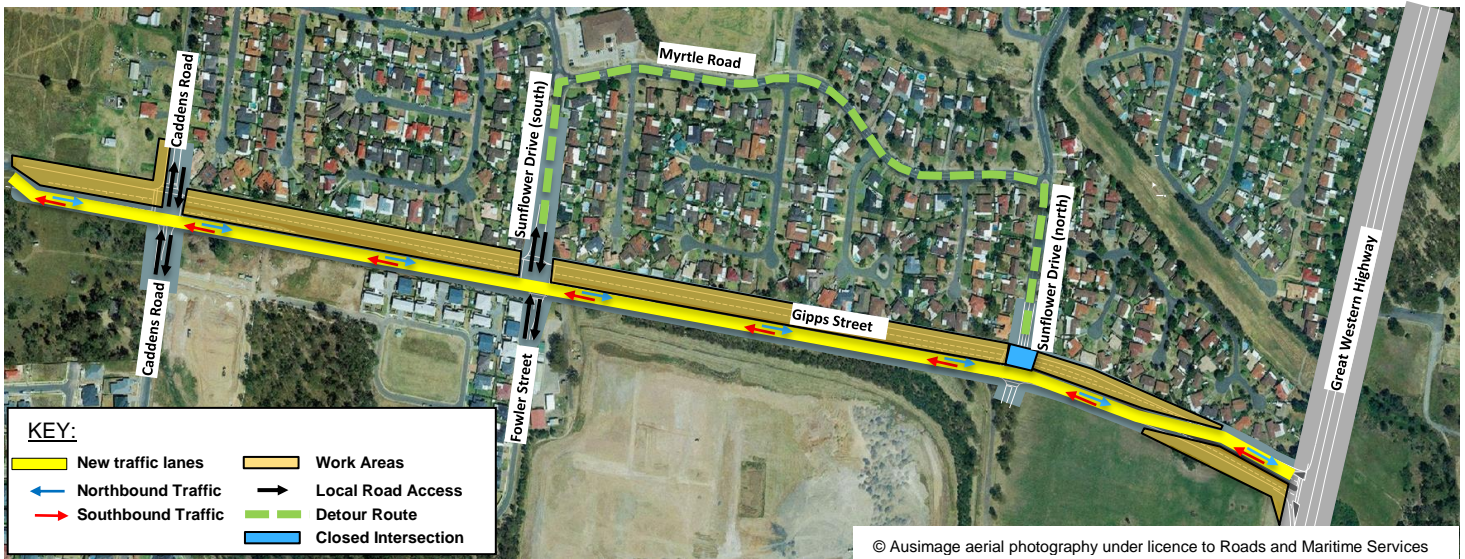 Caddens Road
Sunflower Drive (south)
Myrtle Road
Sunflower Drive (north)
Great Western Highway
Gipps Street
Caddens Road
Fowler Street
KEY:
New traffic lanes
Work Areas
Northbound Traffic
Local Road Access
Southbound Traffic
Detour Route
Closed Intersection
© Ausimage aerial photography under licence to Roads and Maritime Services